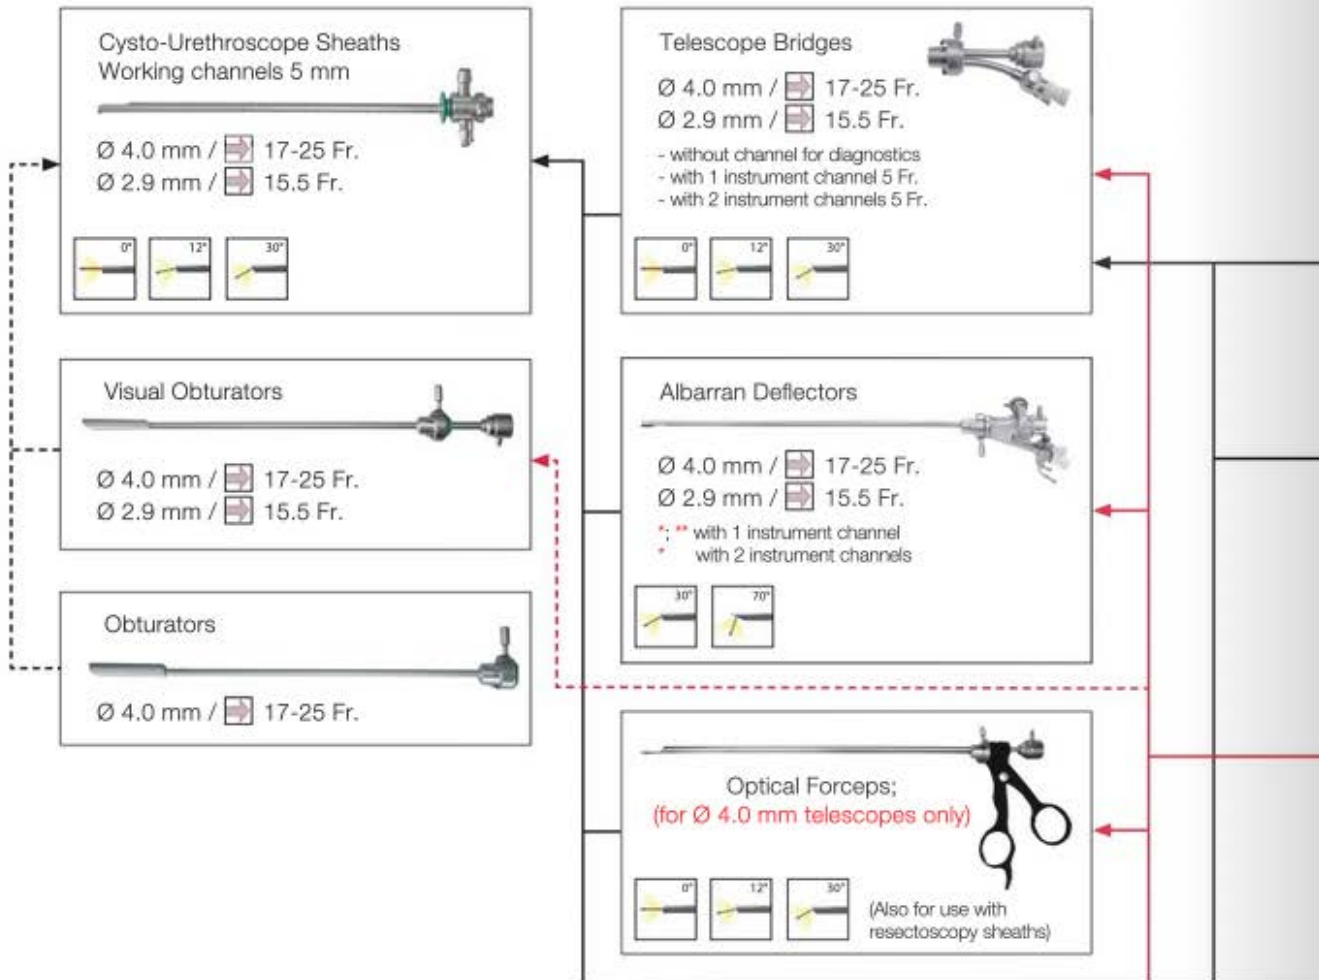 Cysto-Urethroscope Sheaths
Working channels 5 mm
Ø 4.0 mm / 17-25 Fr.
Ø 2.9 mm / 15.5 Fr.
0° 12° 30°
Visual Obturators
Ø 4.0 mm / 17-25 Fr.
Ø 2.9 mm / 15.5 Fr.
Obturators
Ø 4.0 mm / 17-25 Fr.
Telescope Bridges
Ø 4.0 mm / 17-25 Fr.
Ø 2.9 mm / 15.5 Fr.
- without channel for diagnostics
- with 1 instrument channel 5 Fr.
- with 2 instrument channels 5 Fr.
0° 12° 30°
Albarran Deflectors
Ø 4.0 mm / 17-25 Fr.
Ø 2.9 mm / 15.5 Fr.
*; ** with 1 instrument channel
* with 2 instrument channels
30° 70°
Optical Forceps;
(for Ø 4.0 mm telescopes only)
0° 12° 30°
(Also for use with
resectoscopy sheaths)